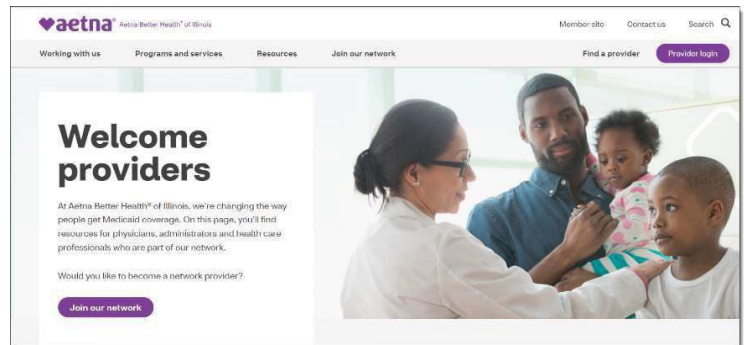 aetna® Aetna Better Health® of Illinois
Member site Contact us Search
Working with us Programs and services Resources Join our network Find a provider Provider login
Welcome
providers
At Aetna Better Health® of Illinois, we're changing the way
people get Medicaid coverage. On this page, you'll find
resources for physicians, administrators and health care
professionals who are part of our network.
Would you like to become a network provider?
Join our network